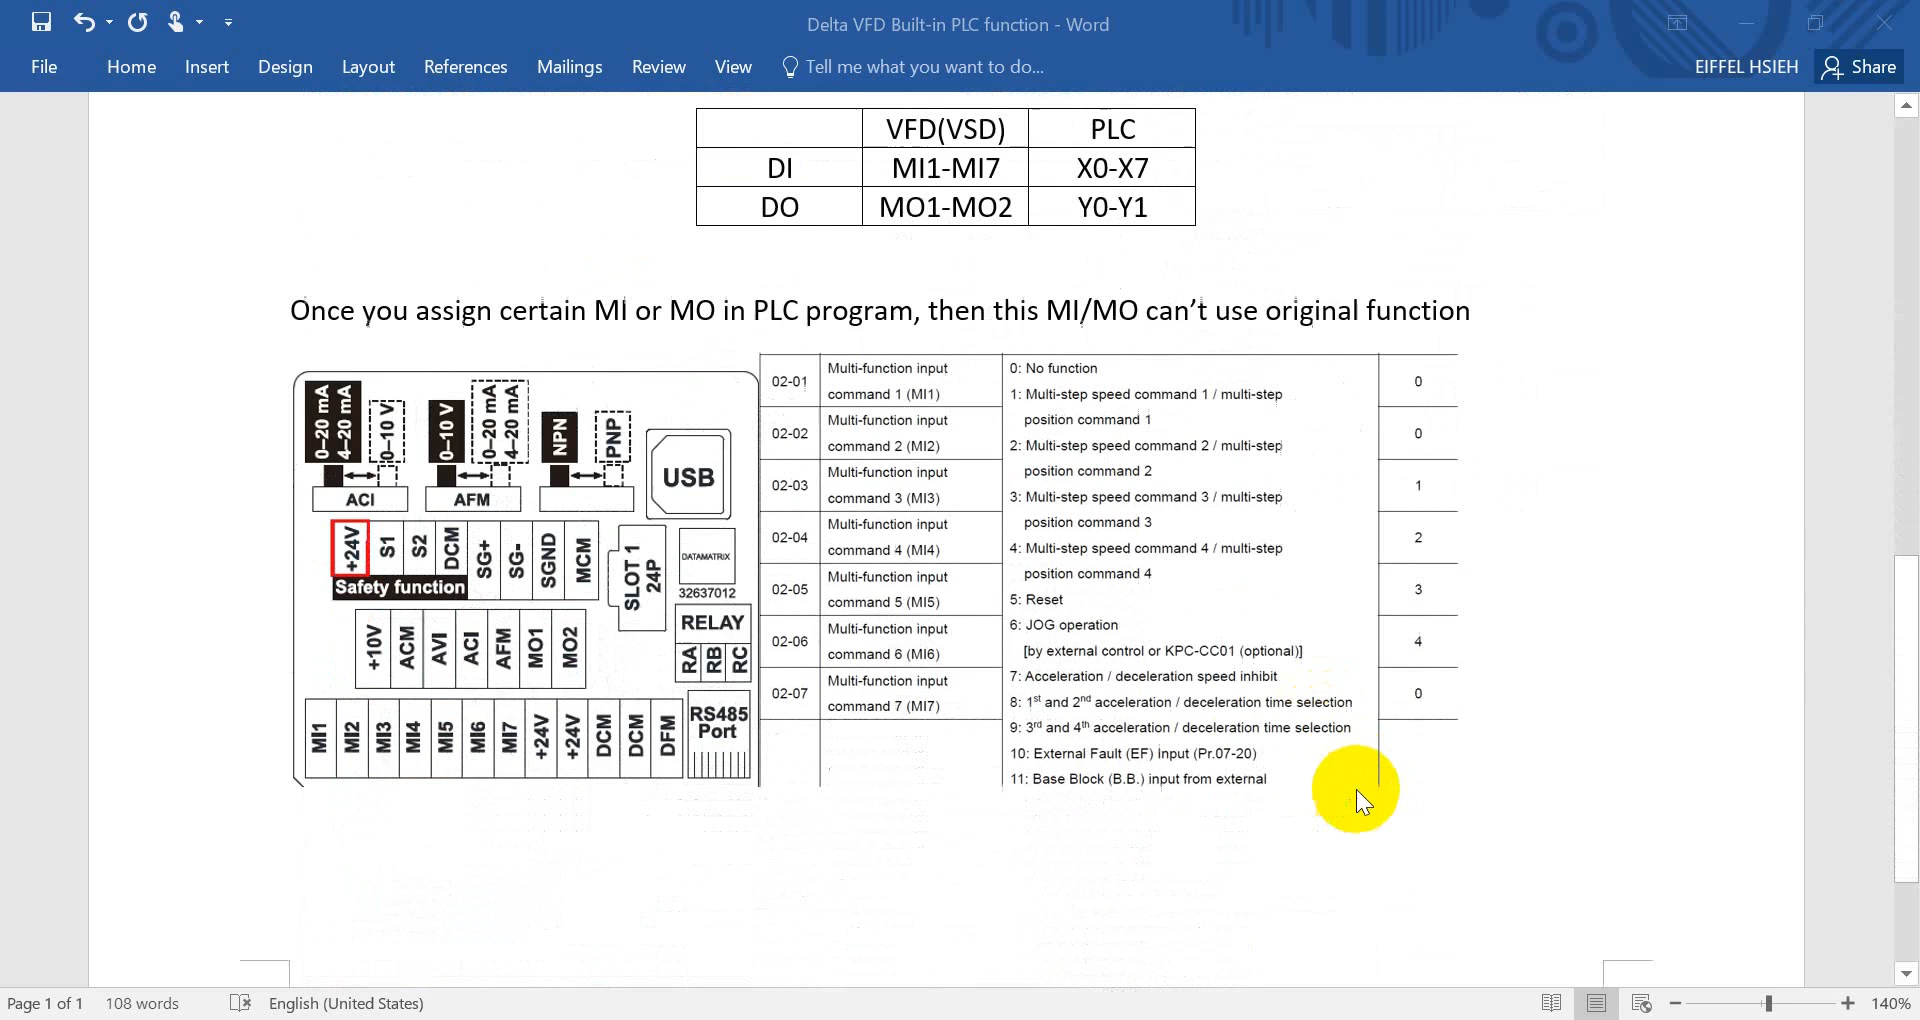 Delta VFD Built-in PLC function - Word
File Home Insert Design Layout References Mailings Review View Tell me what you want to do... EIFFEL HSIEH Share
VFD(VSD) PLC
DI MI1-MI7 X0-X7
DO MO1-MO2 Y0-Y1
Once you assign certain MI or MO in PLC program, then this MI/MO can't use original function
0–20 mA
4–20 mA
0–10 V
0–10 V
0–20 mA
4–20 mA
NPN
PNP
ACI
AFM
USB
+24V S1 S2 DCM SG+ SG- SGND MCM
Safety function
SLOT 1
24P
DATAMATRIX
32637012
RELAY
RA RB RC
+10V ACM AVI ACI AFM MO1 MO2
MI1 MI2 MI3 MI4 MI5 MI6 MI7 +24V +24V DCM DCM DFM
RS485
Port
02-01
Multi-function input
command 1 (MI1)
02-02
Multi-function input
command 2 (MI2)
02-03
Multi-function input
command 3 (MI3)
02-04
Multi-function input
command 4 (MI4)
02-05
Multi-function input
command 5 (MI5)
02-06
Multi-function input
command 6 (MI6)
02-07
Multi-function input
command 7 (MI7)
0: No function
1: Multi-step speed command 1 / multi-step
position command 1
2: Multi-step speed command 2 / multi-step
position command 2
3: Multi-step speed command 3 / multi-step
position command 3
4: Multi-step speed command 4 / multi-step
position command 4
5: Reset
6: JOG operation
[by external control or KPC-CC01 (optional)]
7: Acceleration / deceleration speed inhibit
8: 1st and 2nd acceleration / deceleration time selection
9: 3rd and 4th acceleration / deceleration time selection
10: External Fault (EF) input (Pr.07-20)
11: Base Block (B.B.) input from external
0
0
1
2
3
4
0
Page 1 of 1 108 words English (United States) 140%